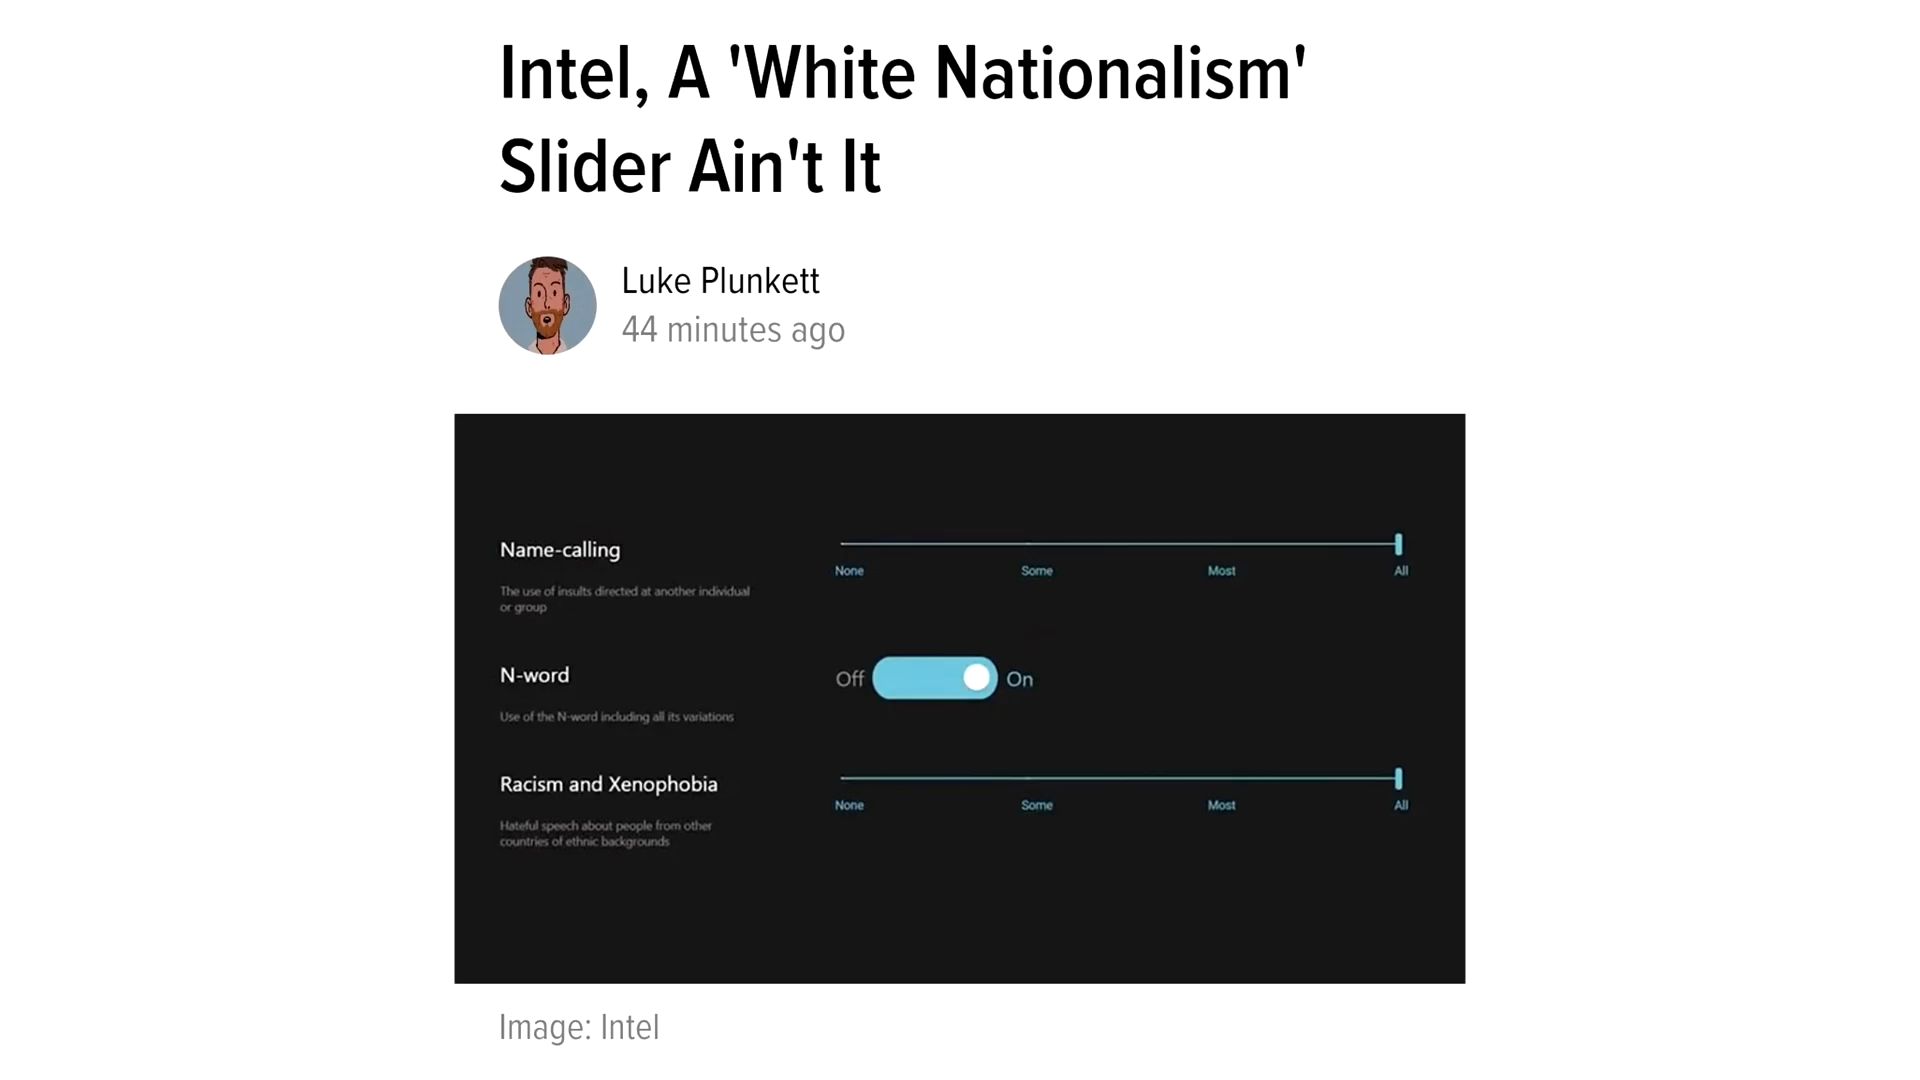 Intel, A 'White Nationalism'
Slider Ain't It
Luke Plunkett
44 minutes ago
Name-calling
None Some Most All
The use of insults directed at another individual
or group
N-word
Off On
Use of the N-word including all its variations
Racism and Xenophobia
None Some Most All
Hateful speech about people from other
countries of ethnic backgrounds
Image: Intel